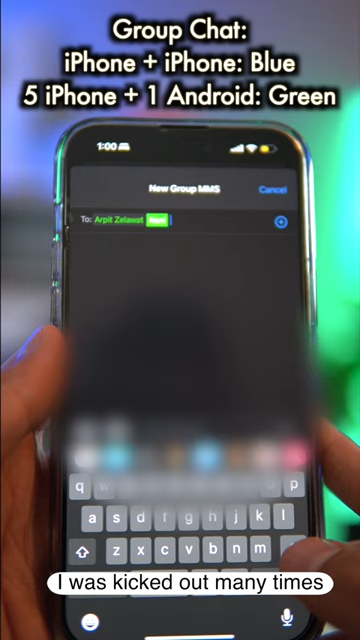 Group Chat:
iPhone + iPhone: Blue
5 iPhone + 1 Android: Green
1:00
New Group MMS
Cancel
To: Arpit Zelawat
q p
a s d f g h j k l
z x c v b n m
I was kicked out many times